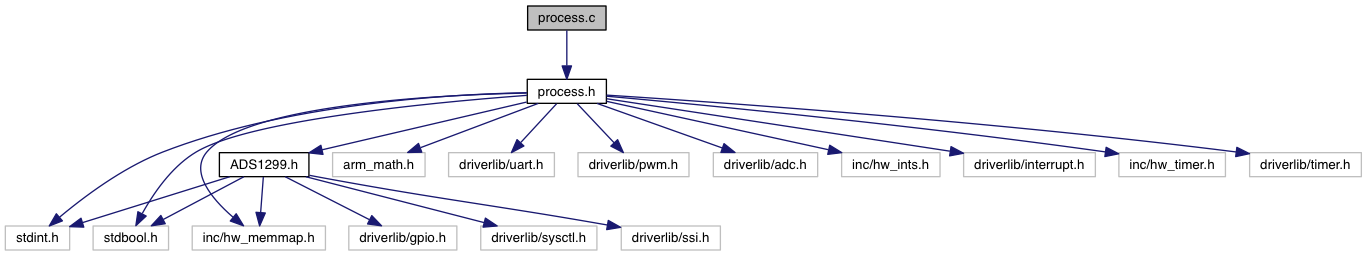 process.c
process.h
ADS1299.h
arm_math.h
driverlib/uart.h
driverlib/pwm.h
driverlib/adc.h
inc/hw_ints.h
driverlib/interrupt.h
inc/hw_timer.h
driverlib/timer.h
stdint.h
stdbool.h
inc/hw_memmap.h
driverlib/gpio.h
driverlib/sysctl.h
driverlib/ssi.h